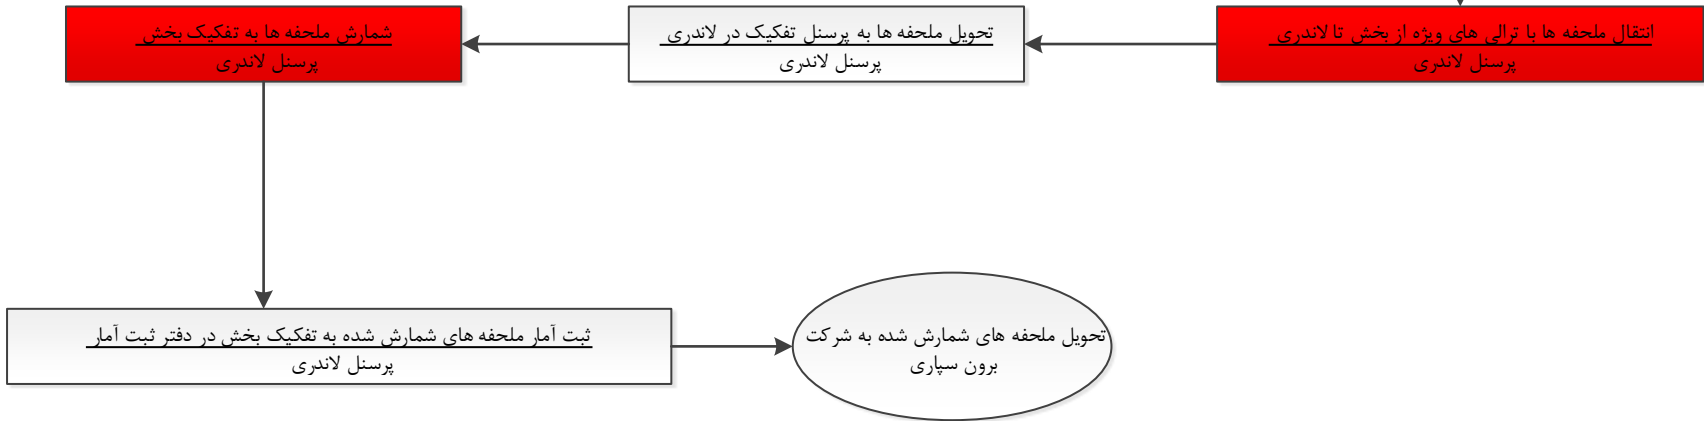 انتقال ملحفه ها با ترالی های ویژه از بخش تا لاندری
پرسنل لاندری
تحویل ملحفه ها به پرسنل تفکیک در لاندری
پرسنل لاندری
شمارش ملحفه ها به تفکیک بخش
پرسنل لاندری
ثبت آمار ملحفه های شمارش شده به تفکیک بخش در دفتر ثبت آمار
پرسنل لاندری
تحویل ملحفه های شمارش شده به شرکت
برون سپاری